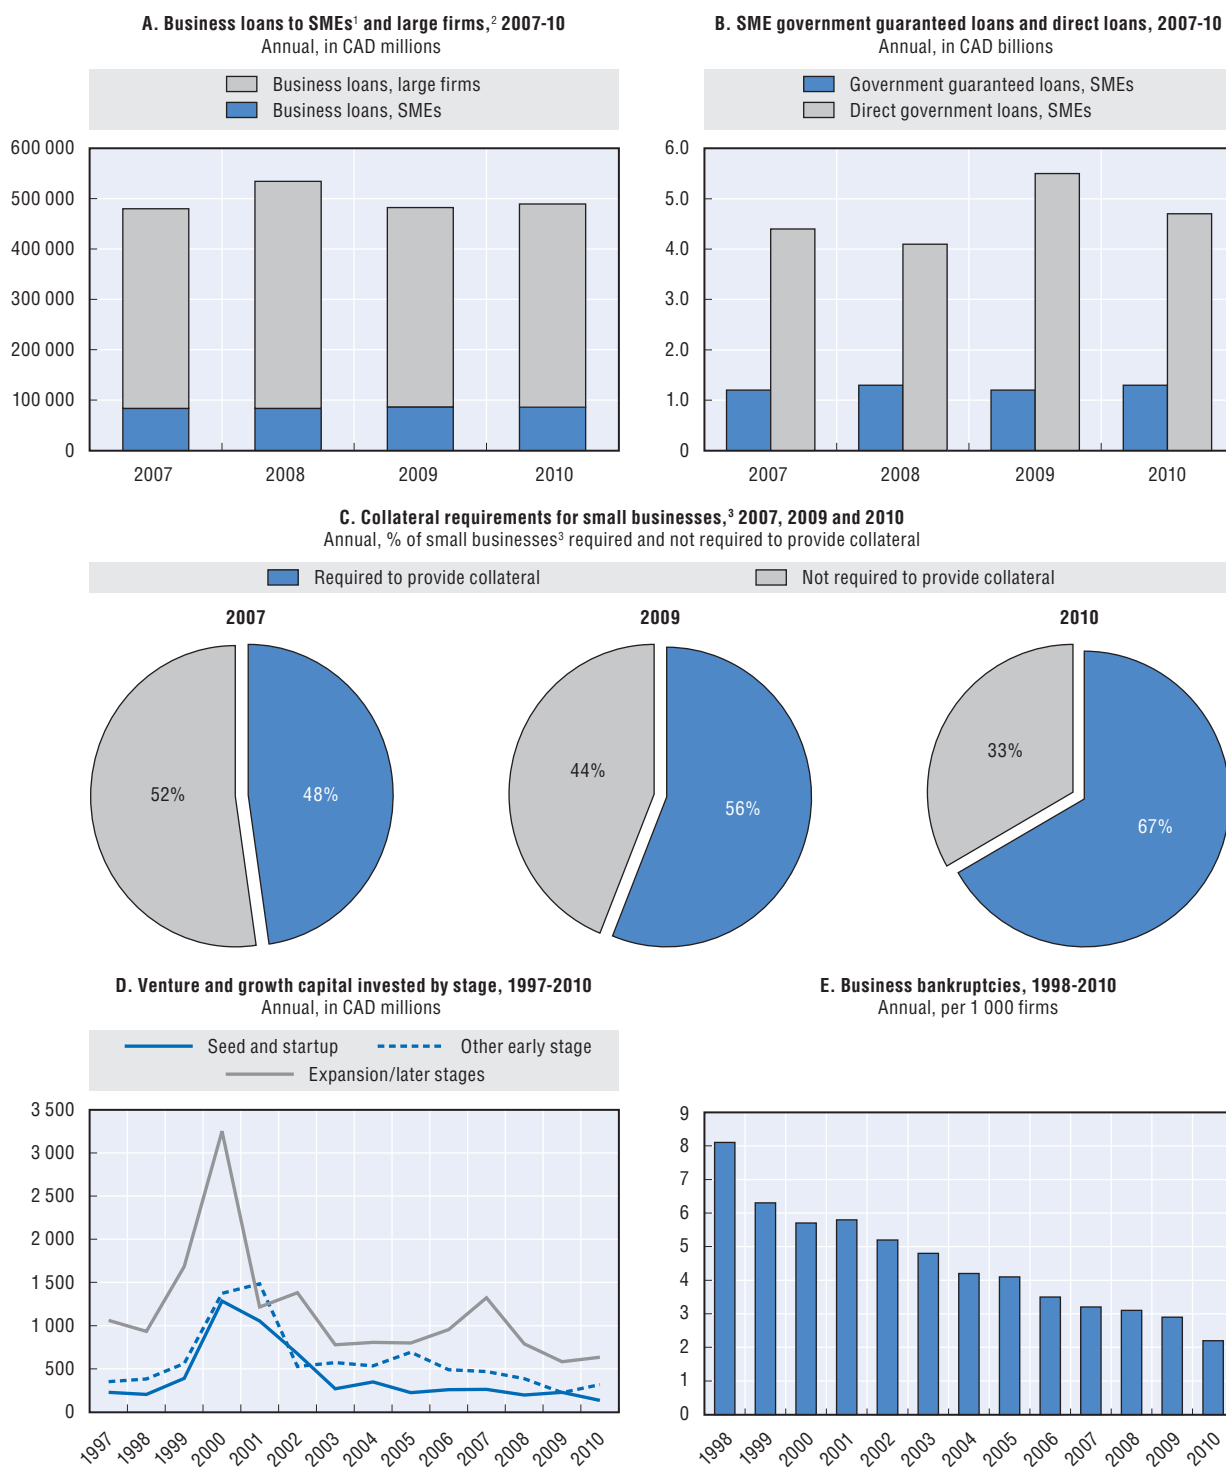 A. Business loans to SMEs¹ and large firms,² 2007-10
Annual, in CAD millions
Business loans, large firms
Business loans, SMEs
600 000
500 000
400 000
300 000
200 000
100 000
0
2007 2008 2009 2010
B. SME government guaranteed loans and direct loans, 2007-10
Annual, in CAD billions
Government guaranteed loans, SMEs
Direct government loans, SMEs
6.0
5.0
4.0
3.0
2.0
1.0
0
2007 2008 2009 2010
C. Collateral requirements for small businesses,³ 2007, 2009 and 2010
Annual, % of small businesses³ required and not required to provide collateral
Required to provide collateral Not required to provide collateral
2007
52% 48%
2009
44% 56%
2010
33% 67%
D. Venture and growth capital invested by stage, 1997-2010
Annual, in CAD millions
Seed and startup Other early stage
Expansion/later stages
3 500
3 000
2 500
2 000
1 500
1 000
500
0
1997 1998 1999 2000 2001 2002 2003 2004 2005 2006 2007 2008 2009 2010
E. Business bankruptcies, 1998-2010
Annual, per 1 000 firms
9
8
7
6
5
4
3
2
1
0
1998 1999 2000 2001 2002 2003 2004 2005 2006 2007 2008 2009 2010